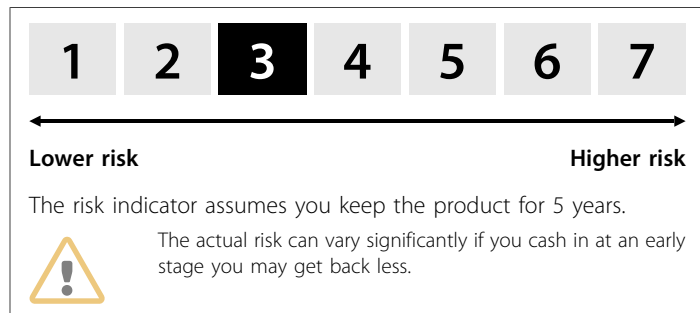 1 2 3 4 5 6 7
Lower risk Higher risk
The risk indicator assumes you keep the product for 5 years.
The actual risk can vary significantly if you cash in at an early
stage you may get back less.